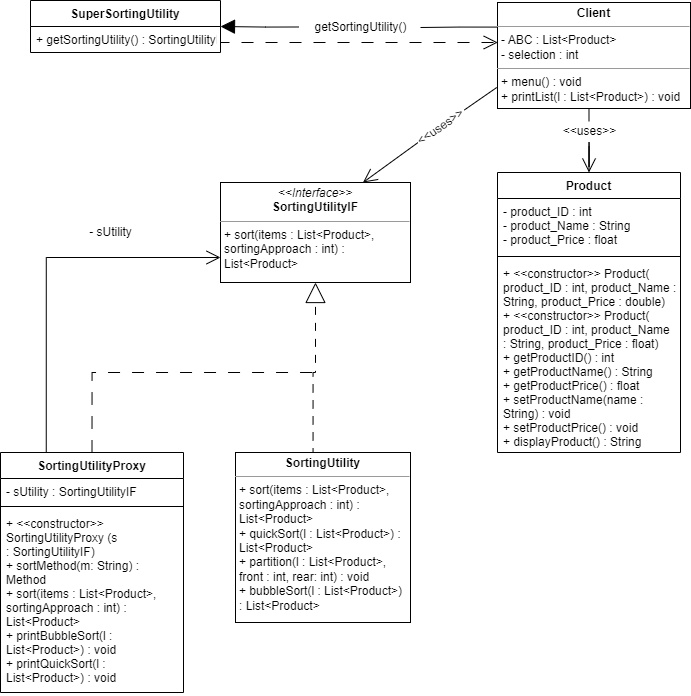 SuperSortingUtility
+ getSortingUtility() : SortingUtility
getSortingUtility()
Client
- ABC : List<Product>
- selection : int
+ menu() : void
+ printList(l : List<Product>) : void
<<uses>>
<<uses>>
<<Interface>>
SortingUtilityIF
+ sort(items : List<Product>,
sortingApproach : int) :
List<Product>
- sUtility
Product
- product_ID : int
- product_Name : String
- product_Price : float
+ <<constructor>> Product(
product_ID : int, product_Name :
String, product_Price : double)
+ <<constructor>> Product(
product_ID : int, product_Name
: String, product_Price : float)
+ getProductID() : int
+ getProductName() : String
+ getProductPrice() : float
+ setProductName(name :
String) : void
+ setProductPrice() : void
+ displayProduct() : String
SortingUtilityProxy
- sUtility : SortingUtilityIF
+ <<constructor>>
SortingUtilityProxy (s
: SortingUtilityIF)
+ sortMethod(m: String) :
Method
+ sort(items : List<Product>,
sortingApproach : int) :
List<Product>
+ printBubbleSort(l :
List<Product>) : void
+ printQuickSort(l :
List<Product>) : void
SortingUtility
+ sort(items : List<Product>,
sortingApproach : int) :
List<Product>
+ quickSort(l : List<Product>) :
List<Product>
+ partition(l : List<Product>,
front : int, rear: int) : void
+ bubbleSort(l : List<Product>)
: List<Product>